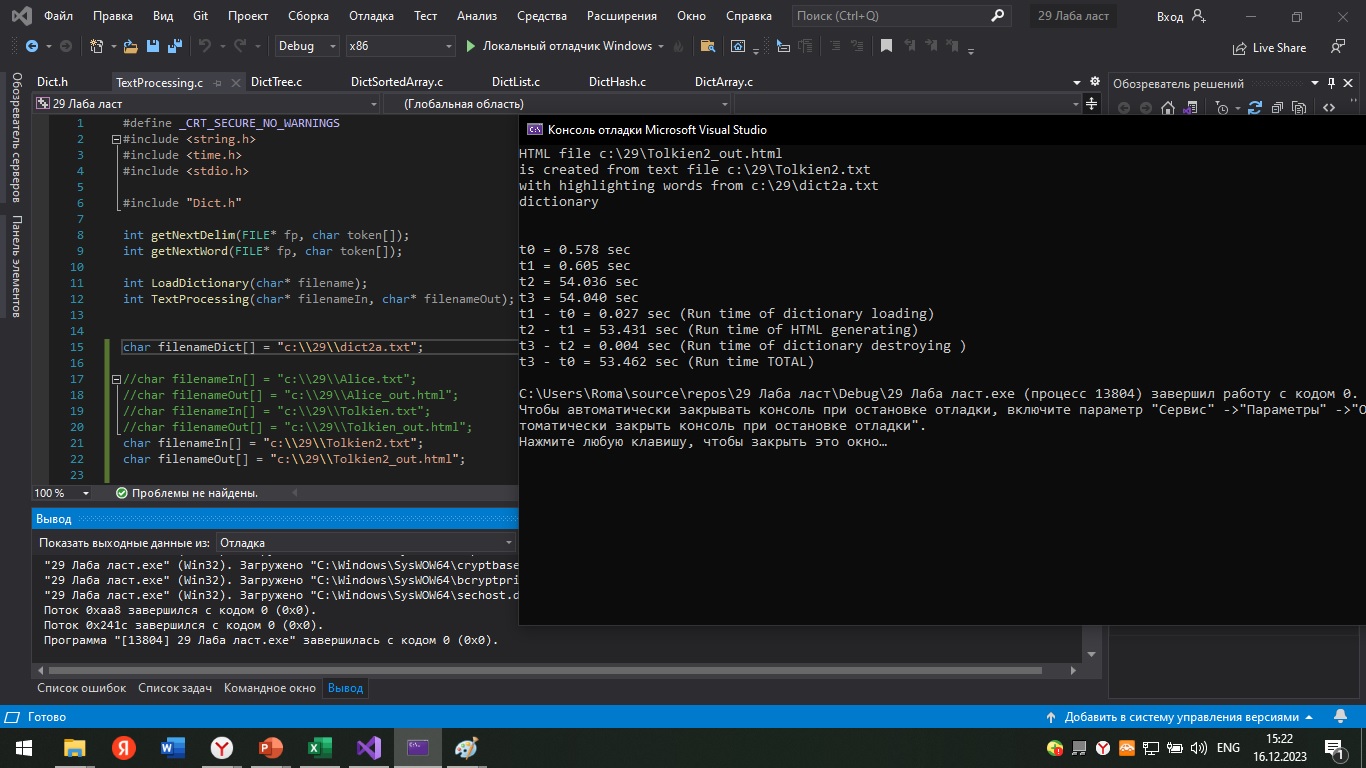 Файл Правка Вид Git Проект Сборка Отладка Тест Анализ Средства Расширения Окно Справка Поиск (Ctrl+Q) 29 Лаба ласт Вход
Debug x86 Локальный отладчик Windows Live Share
Обозреватель серверов
Панель элементов
Dict.h TextProcessing.c DictTree.c DictSortedArray.c DictList.c DictHash.c DictArray.c
29 Лаба ласт (Глобальная область)
Обозреватель решений
1 #define _CRT_SECURE_NO_WARNINGS
2 #include <string.h>
3 #include <time.h>
4 #include <stdio.h>
5
6 #include "Dict.h"
7
8 int getNextDelim(FILE* fp, char token[]);
9 int getNextWord(FILE* fp, char token[]);
10
11 int LoadDictionary(char* filename);
12 int TextProcessing(char* filenameIn, char* filenameOut);
13
14
15 char filenameDict[] = "c:\\29\\dict2a.txt";
16
17 //char filenameIn[] = "c:\\29\\Alice.txt";
18 //char filenameOut[] = "c:\\29\\Alice_out.html";
19 //char filenameIn[] = "c:\\29\\Tolkien.txt";
20 //char filenameOut[] = "c:\\29\\Tolkien_out.html";
21 char filenameIn[] = "c:\\29\\Tolkien2.txt";
22 char filenameOut[] = "c:\\29\\Tolkien2_out.html";
23
100 % Проблемы не найдены.
Консоль отладки Microsoft Visual Studio
HTML file c:\29\Tolkien2_out.html
is created from text file c:\29\Tolkien2.txt
with highlighting words from c:\29\dict2a.txt
dictionary
t0 = 0.578 sec
t1 = 0.605 sec
t2 = 54.036 sec
t3 = 54.040 sec
t1 - t0 = 0.027 sec (Run time of dictionary loading)
t2 - t1 = 53.431 sec (Run time of HTML generating)
t3 - t2 = 0.004 sec (Run time of dictionary destroying )
t3 - t0 = 53.462 sec (Run time TOTAL)
C:\Users\Roma\source\repos\29 Лаба ласт\Debug\29 Лаба ласт.exe (процесс 13804) завершил работу с кодом 0.
Чтобы автоматически закрывать консоль при остановке отладки, включите параметр "Сервис" ->"Параметры" ->"О
томатически закрыть консоль при остановке отладки".
Нажмите любую клавишу, чтобы закрыть это окно…
Вывод
Показать выходные данные из: Отладка
"29 Лаба ласт.exe" (Win32). Загружено "C:\Windows\SysWOW64\cryptbase
"29 Лаба ласт.exe" (Win32). Загружено "C:\Windows\SysWOW64\bcryptpri
"29 Лаба ласт.exe" (Win32). Загружено "C:\Windows\SysWOW64\sechost.d
Поток 0xaa8 завершился с кодом 0 (0x0).
Поток 0x241c завершился с кодом 0 (0x0).
Программа "[13804] 29 Лаба ласт.exe" завершилась с кодом 0 (0x0).
Список ошибок Список задач Командное окно Вывод
Готово Добавить в систему управления версиями
ENG
15:22
16.12.2023
1